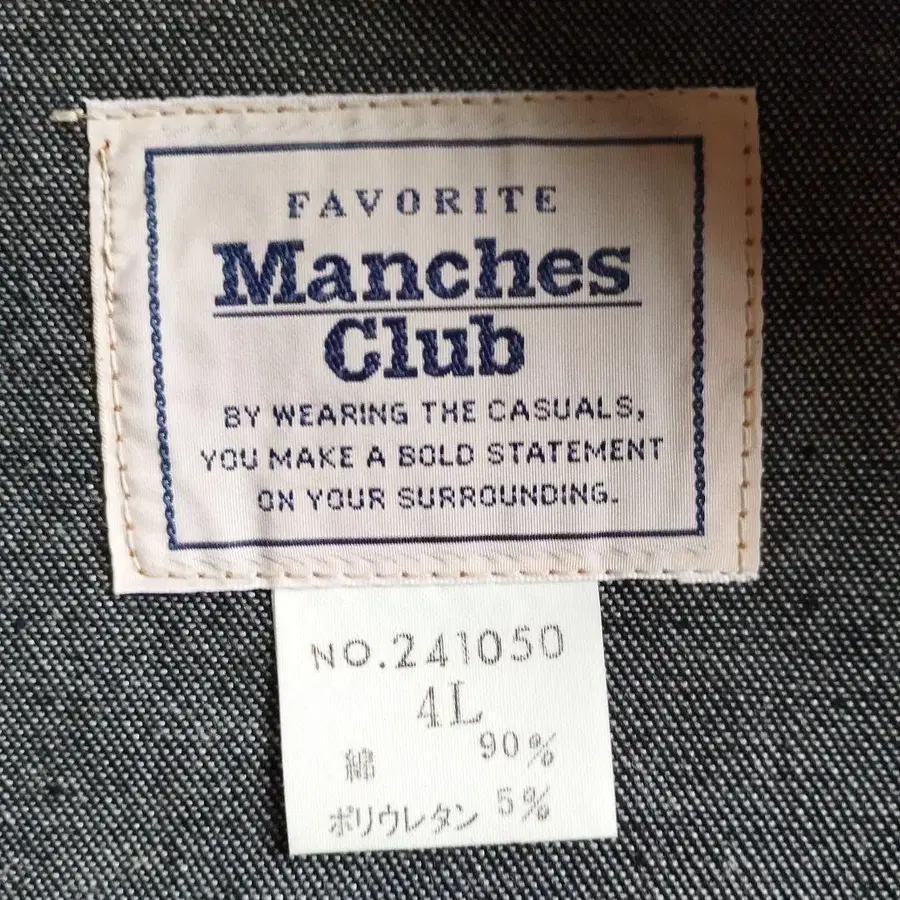 FAVORITE
Manches
Club
BY WEARING THE CASUALS,
YOU MAKE A BOLD STATEMENT
ON YOUR SURROUNDING.
NO.241050
4L
綿 90%
ポリウレタン 5%